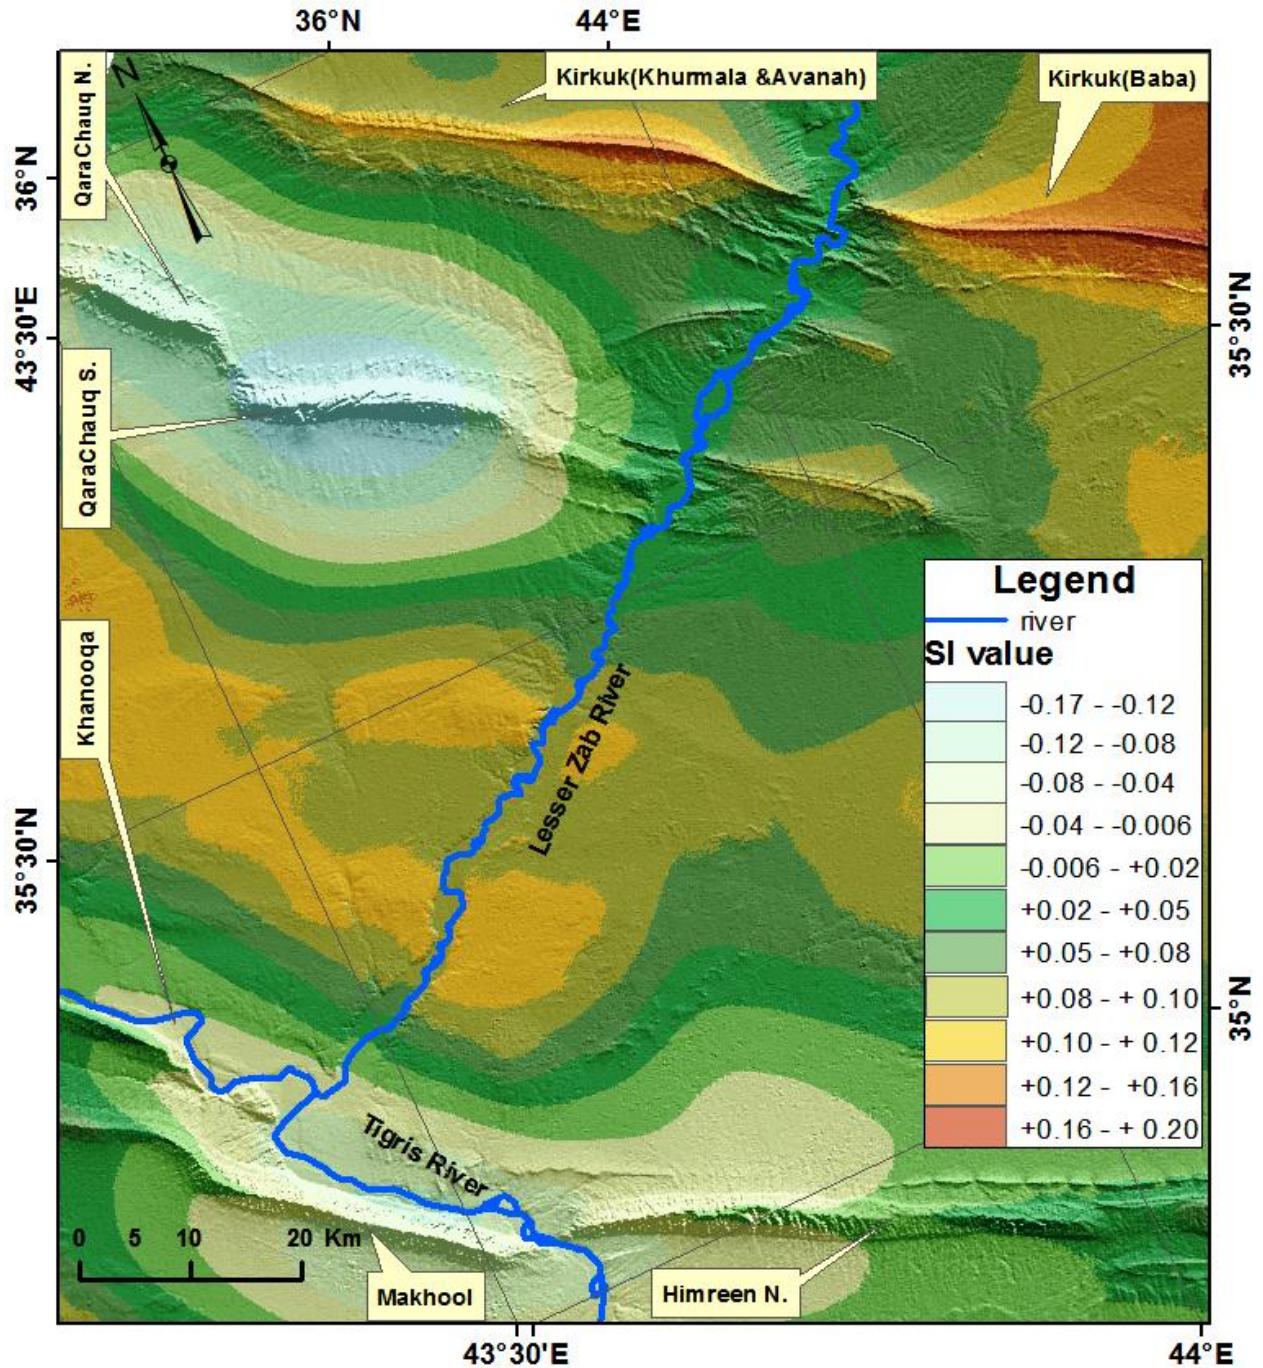 36°N 44°E
N
QaraChauq N.
Kirkuk(Khurmala &Avanah)
Kirkuk(Baba)
36°N
43°30'E
35°30'N
QaraChauq S.
Legend
river
SI value
-0.17 - -0.12
-0.12 - -0.08
-0.08 - -0.04
-0.04 - -0.006
-0.006 - +0.02
+0.02 - +0.05
+0.05 - +0.08
+0.08 - + 0.10
+0.10 - + 0.12
+0.12 - +0.16
+0.16 - + 0.20
Khanooqa
Lesser Zab River
35°30'N
35°N
Tigris River
0 5 10 20 Km
Makhool
Himreen N.
43°30'E 44°E